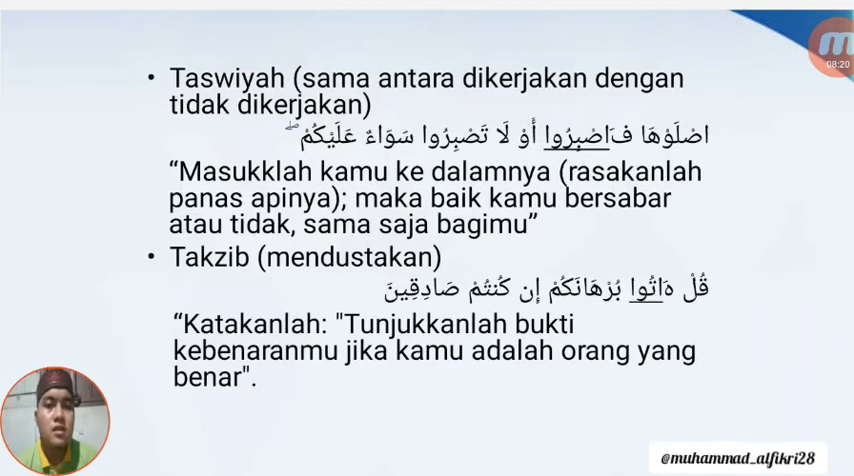 08:20
• Taswiyah (sama antara dikerjakan dengan
tidak dikerjakan)
اصْلَوْهَا فَاصْبِرُوا أَوْ لَا تَصْبِرُوا سَوَاءٌ عَلَيْكُمْ ۖ
“Masukklah kamu ke dalamnya (rasakanlah
panas apinya); maka baik kamu bersabar
atau tidak, sama saja bagimu”
• Takzib (mendustakan)
قُلْ هَاتُوا بُرْهَانَكُمْ إِن كُنتُمْ صَادِقِينَ
“Katakanlah: "Tunjukkanlah bukti
kebenaranmu jika kamu adalah orang yang
benar".
@muhammad_alfikri28